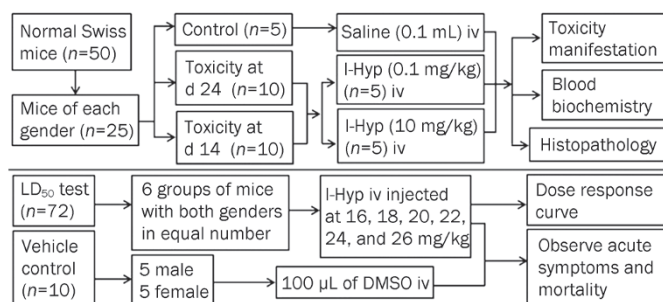 Normal Swiss
mice (n=50)
Mice of each
gender (n=25)
Control (n=5)
Toxicity at
d 24 (n=10)
Toxicity at
d 14 (n=10)
Saline (0.1 mL) iv
I-Hyp (0.1 mg/kg)
(n=5) iv
I-Hyp (10 mg/kg)
(n=5) iv
Toxicity
manifestation
Blood
biochemistry
Histopathology
LD50 test
(n=72)
6 groups of mice
with both genders
in equal number
I-Hyp iv injected
at 16, 18, 20, 22,
24, and 26 mg/kg
Dose response
curve
Vehicle
control
(n=10)
5 male
5 female
100 µL of DMSO iv
Observe acute
symptoms and
mortality